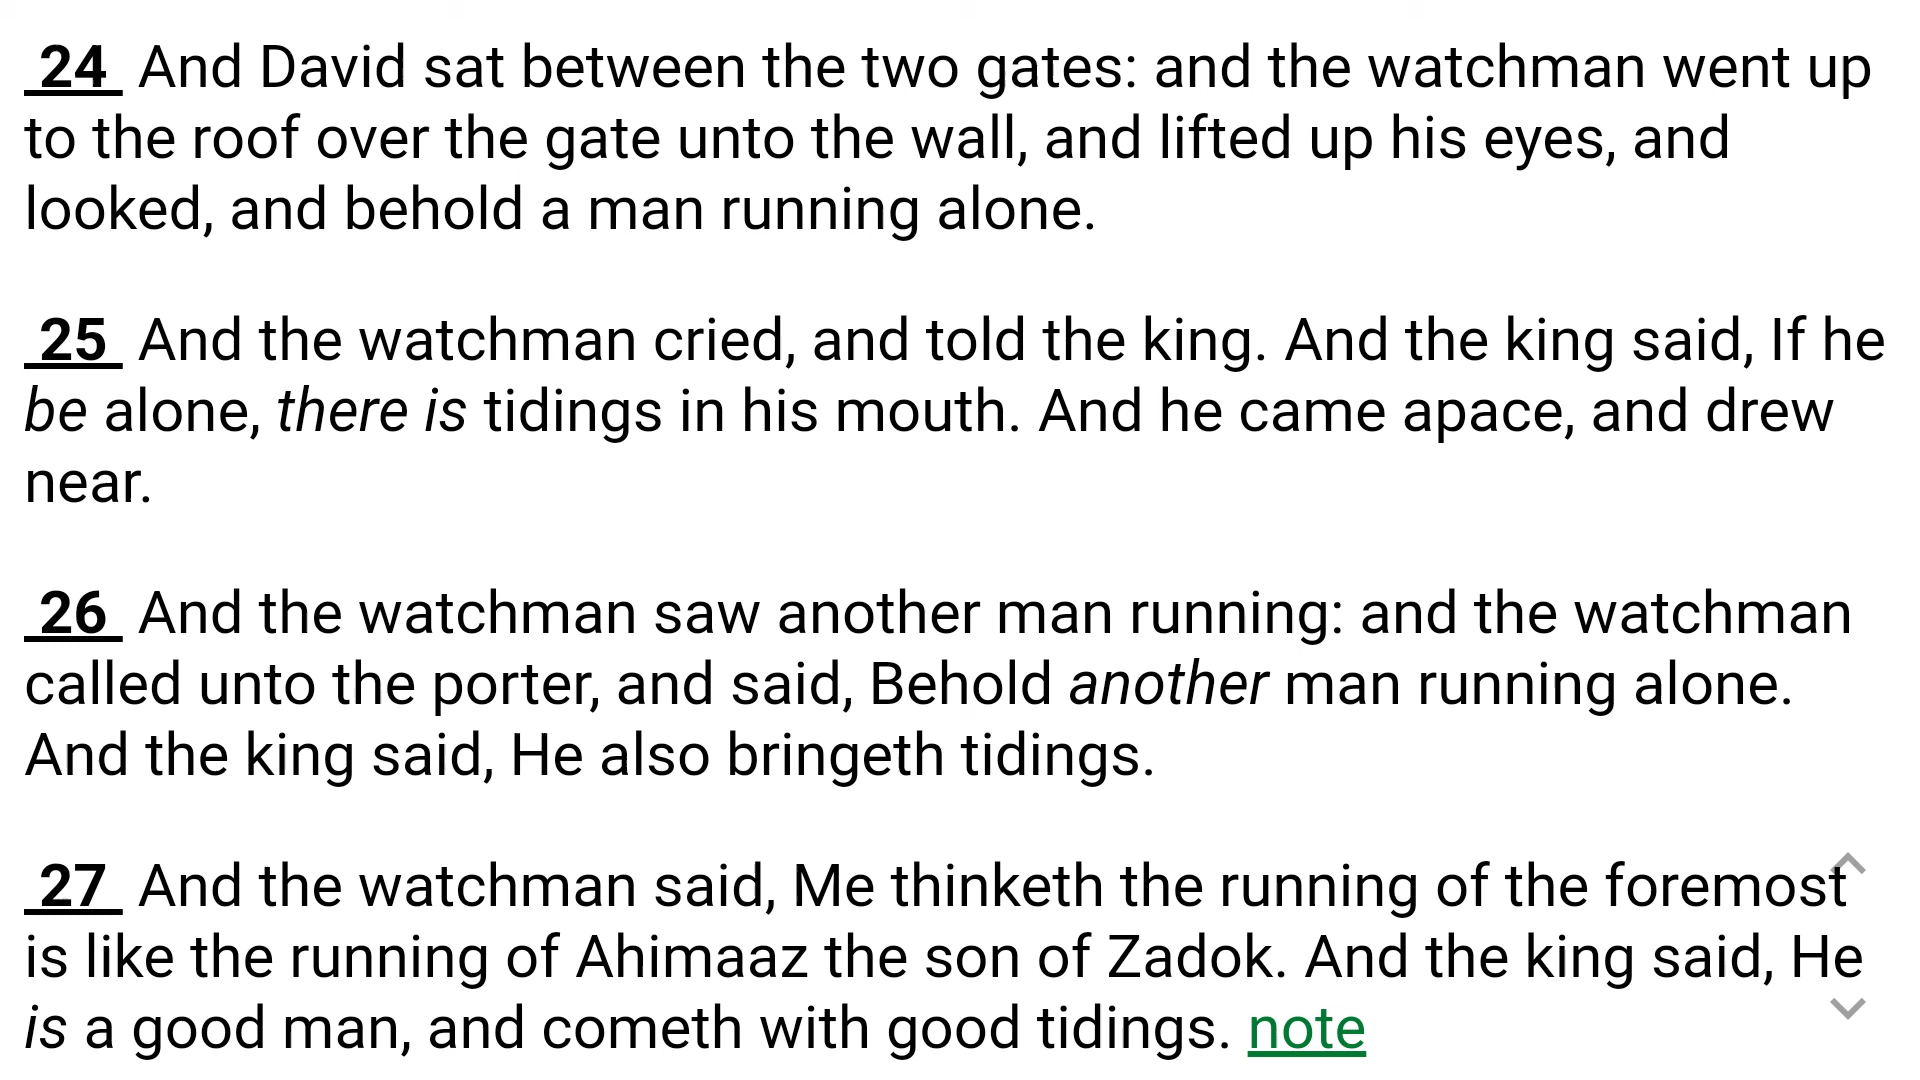 24 And David sat between the two gates: and the watchman went up
to the roof over the gate unto the wall, and lifted up his eyes, and
looked, and behold a man running alone.
25 And the watchman cried, and told the king. And the king said, If he
be alone, there is tidings in his mouth. And he came apace, and drew
near.
26 And the watchman saw another man running: and the watchman
called unto the porter, and said, Behold another man running alone.
And the king said, He also bringeth tidings.
27 And the watchman said, Me thinketh the running of the foremost
is like the running of Ahimaaz the son of Zadok. And the king said, He
is a good man, and cometh with good tidings. note